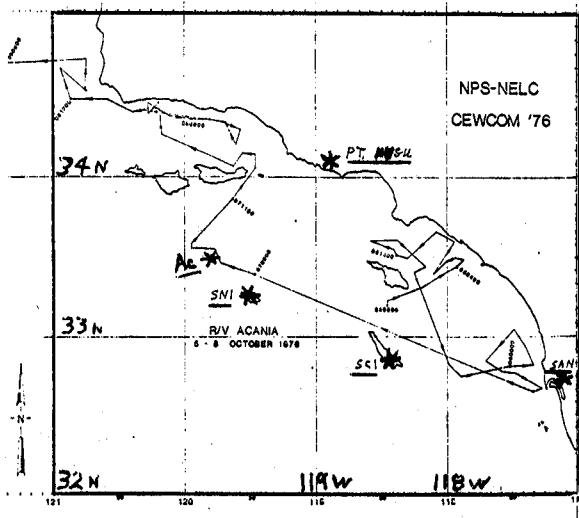 NPS-NELC
CEWCOM '76
PT. MUGU
34 N
Ac
SNI
33 N
R/V ACANIA
5 - 8 OCTOBER 1976
SCI
SAN
-N-
32 N
119 W
118 W
121
W
120
W
W
W